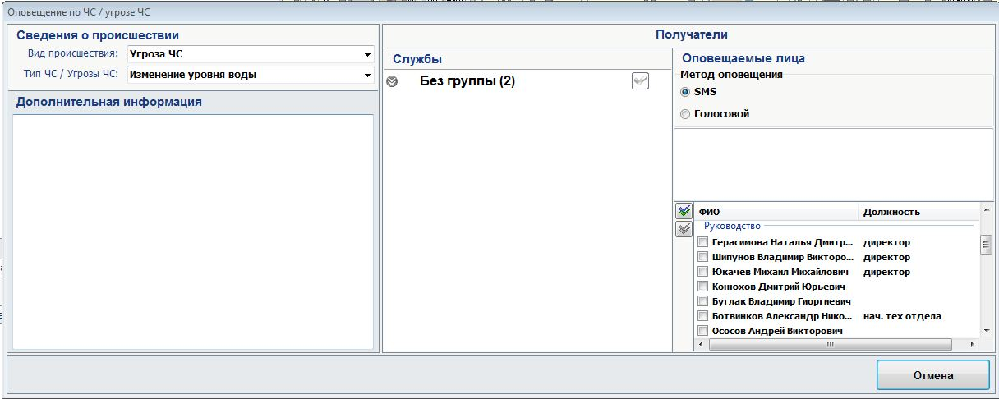 Оповещение по ЧС / угрозе ЧС
Сведения о происшествии
Вид происшествия: Угроза ЧС
Тип ЧС / Угрозы ЧС: Изменение уровня воды
Дополнительная информация
Получатели
Службы
Без группы (2)
Оповещаемые лица
Метод оповещения
SMS
Голосовой
ФИО Должность
Руководство
Герасимова Наталья Дмитр... директор
Шипунов Владимир Викторо... директор
Юкачев Михаил Михайлович директор
Конюхов Дмитрий Юрьевич
Буглак Владимир Гиоргиевич
Ботвинков Александр Нико... нач. тех отдела
Ососов Андрей Викторович
Отмена